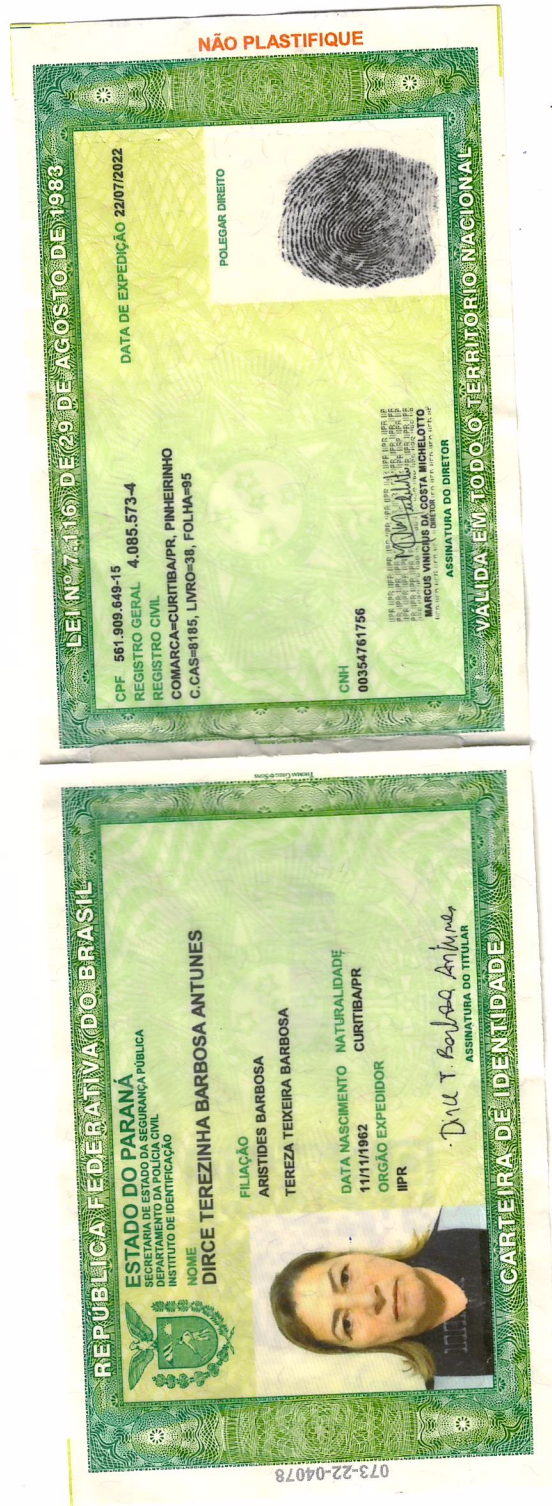 NÃO PLASTIFIQUE
LEI Nº 7.116, DE 29 DE AGOSTO DE 1983
CPF 561.909.649-15
REGISTRO GERAL 4.085.573-4
DATA DE EXPEDIÇÃO 22/07/2022
REGISTRO CIVIL
COMARCA=CURITIBA/PR, PINHEIRINHO
C.CAS=8185, LIVRO=38, FOLHA=95
POLEGAR DIREITO
CNH
00354761756
MARCUS VINICIUS DA COSTA MICHELOTTO
DIRETOR
ASSINATURA DO DIRETOR
VÁLIDA EM TODO O TERRITÓRIO NACIONAL
REPÚBLICA FEDERATIVA DO BRASIL
ESTADO DO PARANÁ
SECRETARIA DE ESTADO DA SEGURANÇA PÚBLICA
DEPARTAMENTO DA POLÍCIA CIVIL
INSTITUTO DE IDENTIFICAÇÃO
NOME
DIRCE TEREZINHA BARBOSA ANTUNES
FILIAÇÃO
ARISTIDES BARBOSA
TEREZA TEIXEIRA BARBOSA
DATA NASCIMENTO NATURALIDADE
11/11/1962 CURITIBA/PR
ORGÃO EXPEDIDOR
IIPR
Dirce T. Barbosa Antunes
ASSINATURA DO TITULAR
CARTEIRA DE IDENTIDADE
073-22-04078